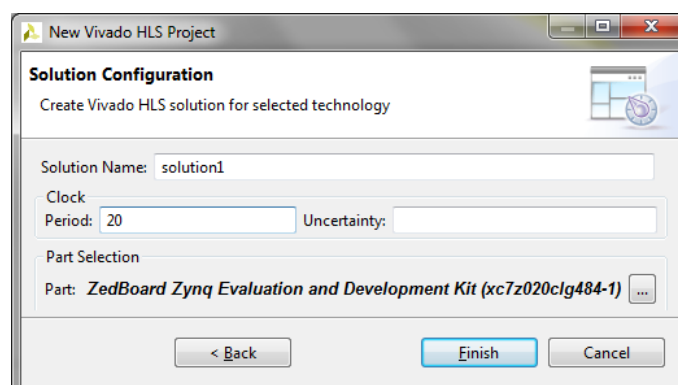 New Vivado HLS Project
Solution Configuration
Create Vivado HLS solution for selected technology
Solution Name: solution1
Clock
Period: 20 Uncertainty:
Part Selection
Part: ZedBoard Zynq Evaluation and Development Kit (xc7z020clg484-1) ...
< Back Finish Cancel